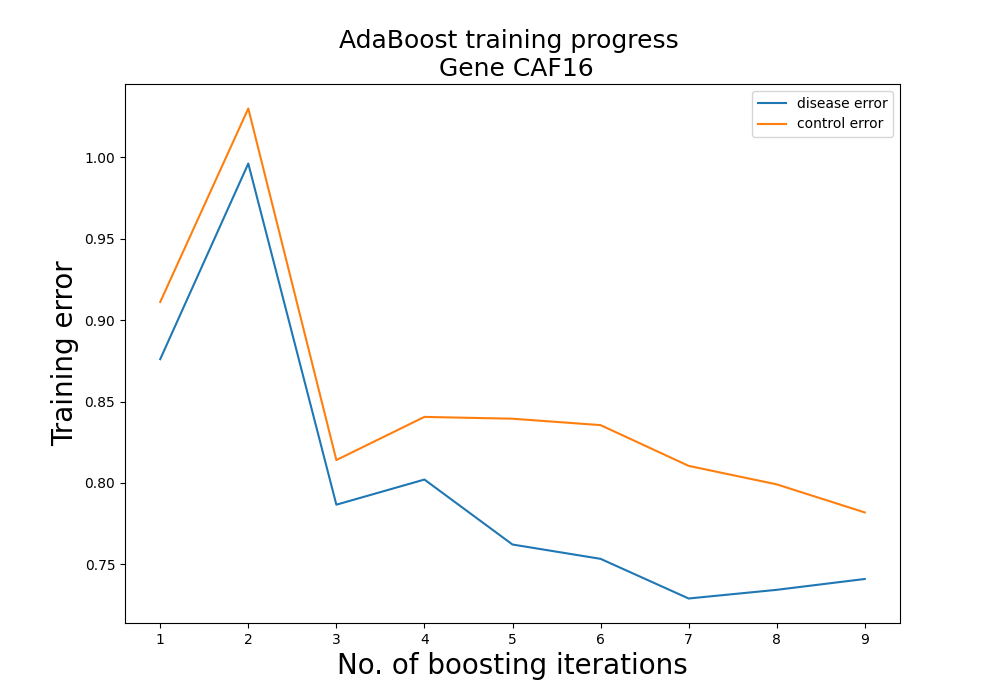 AdaBoost training progress
Gene CAF16
disease error
control error
Training error
1.00
0.95
0.90
0.85
0.80
0.75
1 2 3 4 5 6 7 8 9
No. of boosting iterations